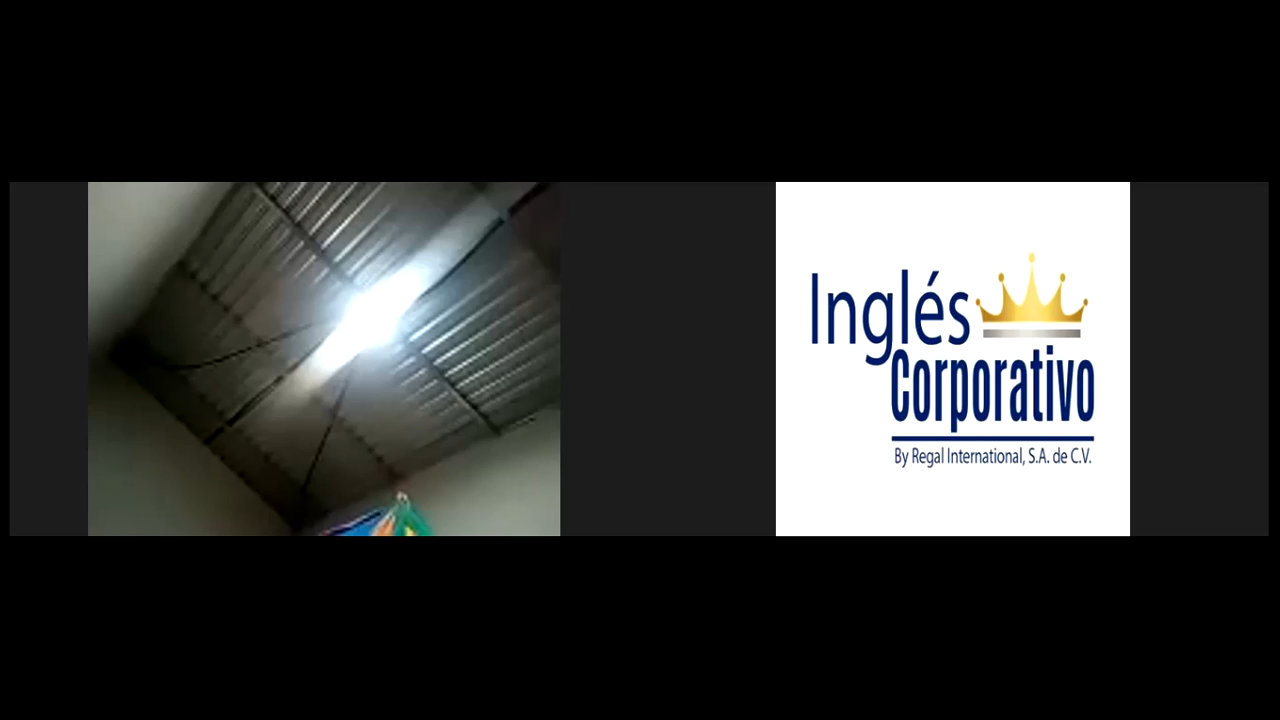 Inglés
Corporativo
By Regal International, S.A. de C.V.